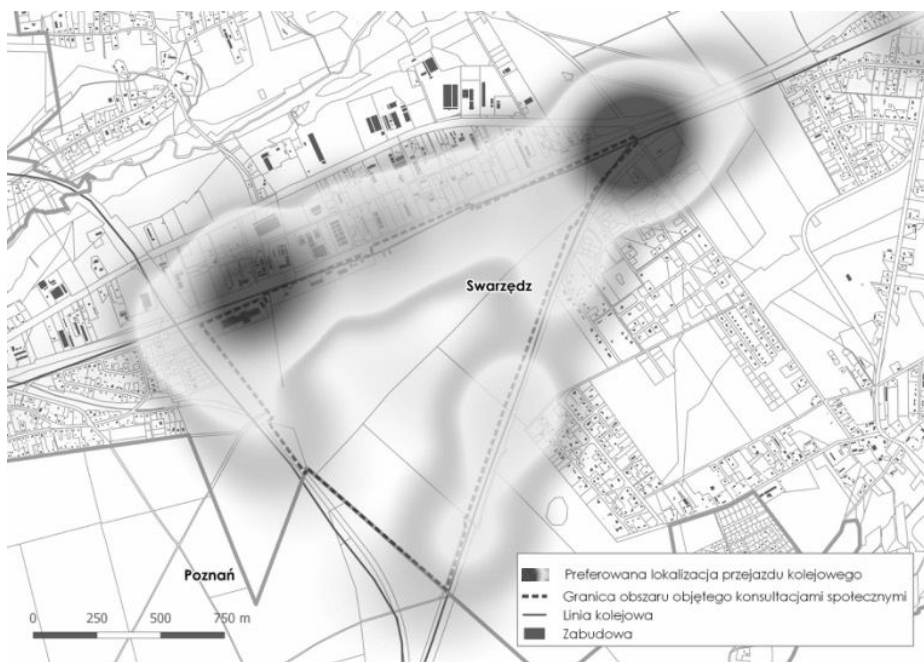 Swarzędz
Poznań
0 250 500 750 m
Preferowana lokalizacja przejazdu kolejowego
Granica obszaru objętego konsultacjami społecznymi
Linia kolejowa
Zabudowa